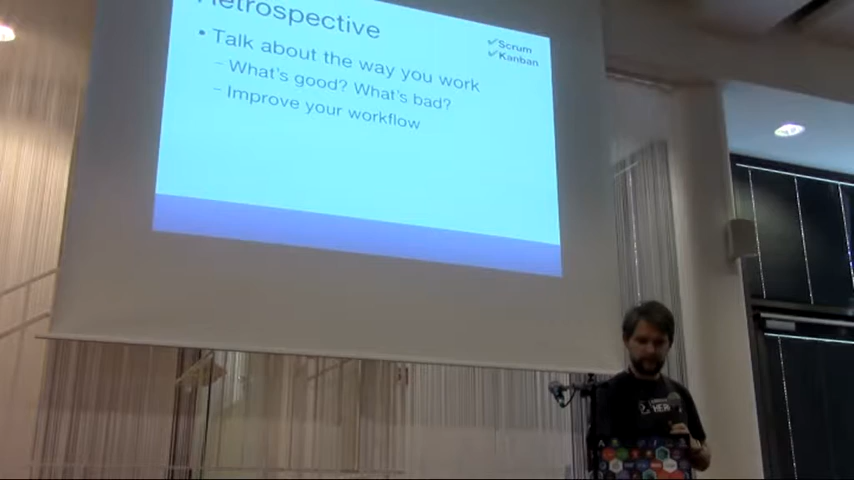 Retrospective
• Talk about the way you work
– What's good? What's bad?
– Improve your workflow
✓Scrum
✓Kanban